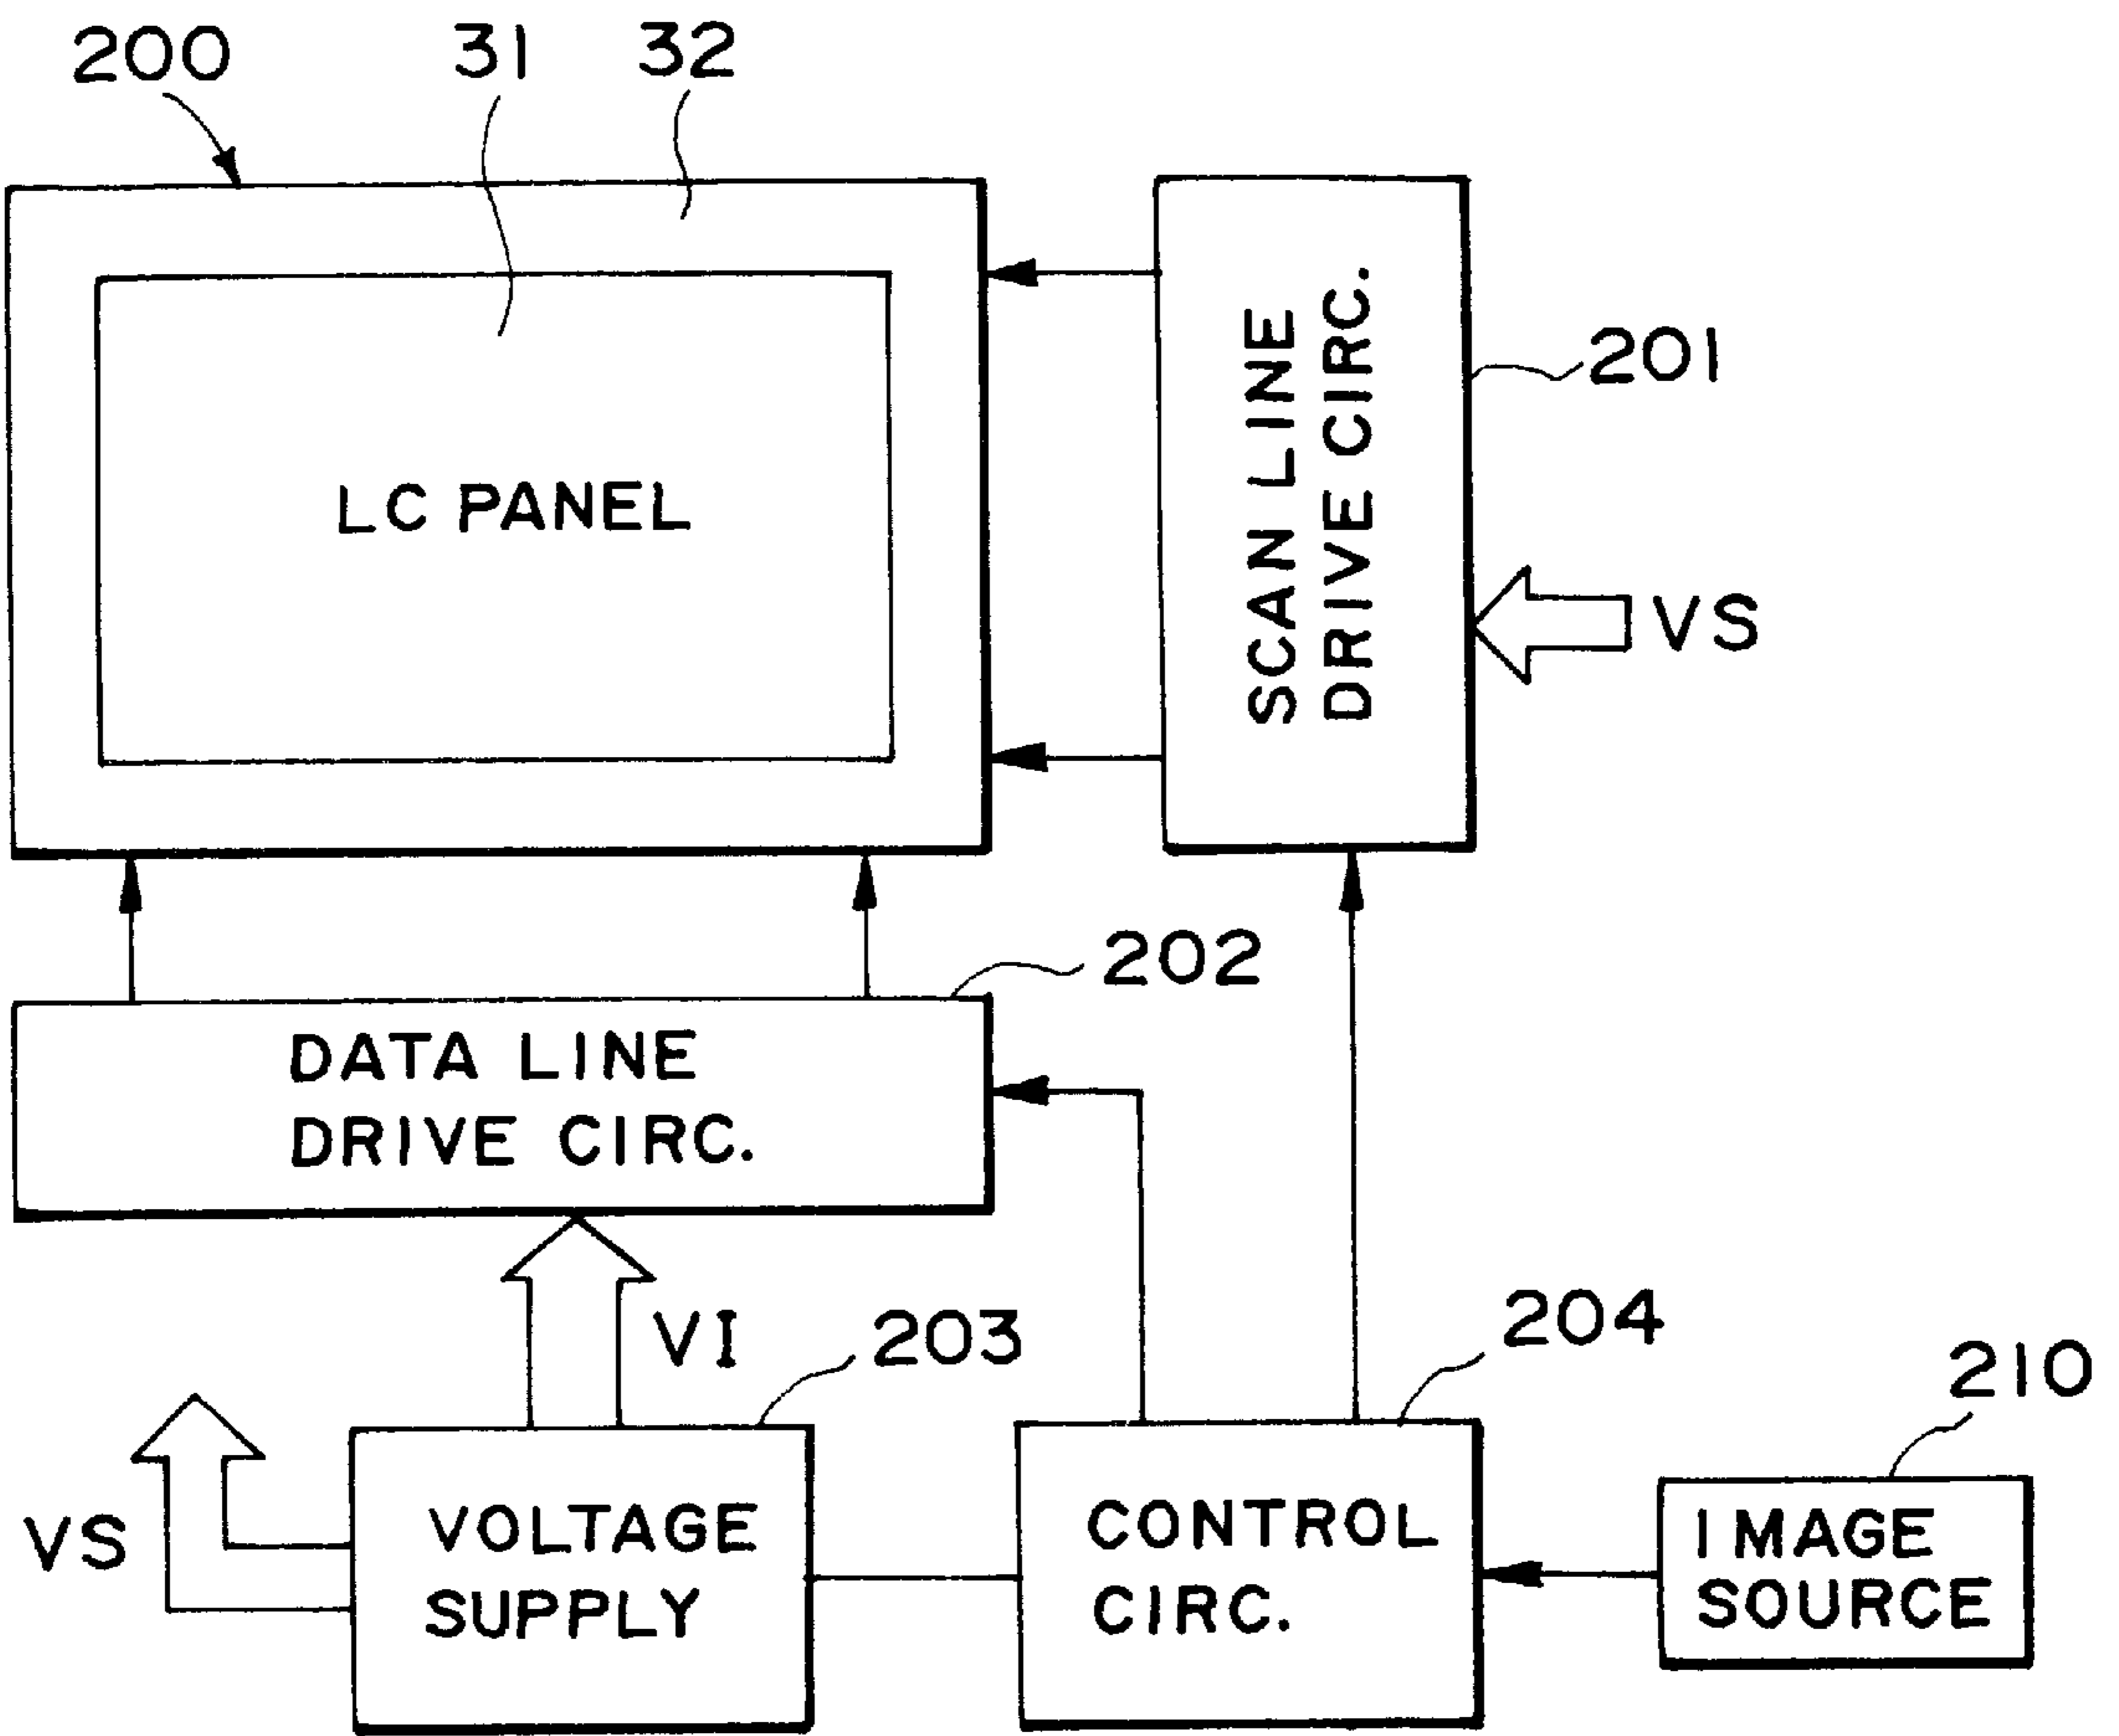 200
31
32
LC PANEL
SCAN LINE
DRIVE CIRC.
201
VS
202
DATA LINE
DRIVE CIRC.
VI
203
204
210
VS
VOLTAGE
SUPPLY
CONTROL
CIRC.
IMAGE
SOURCE